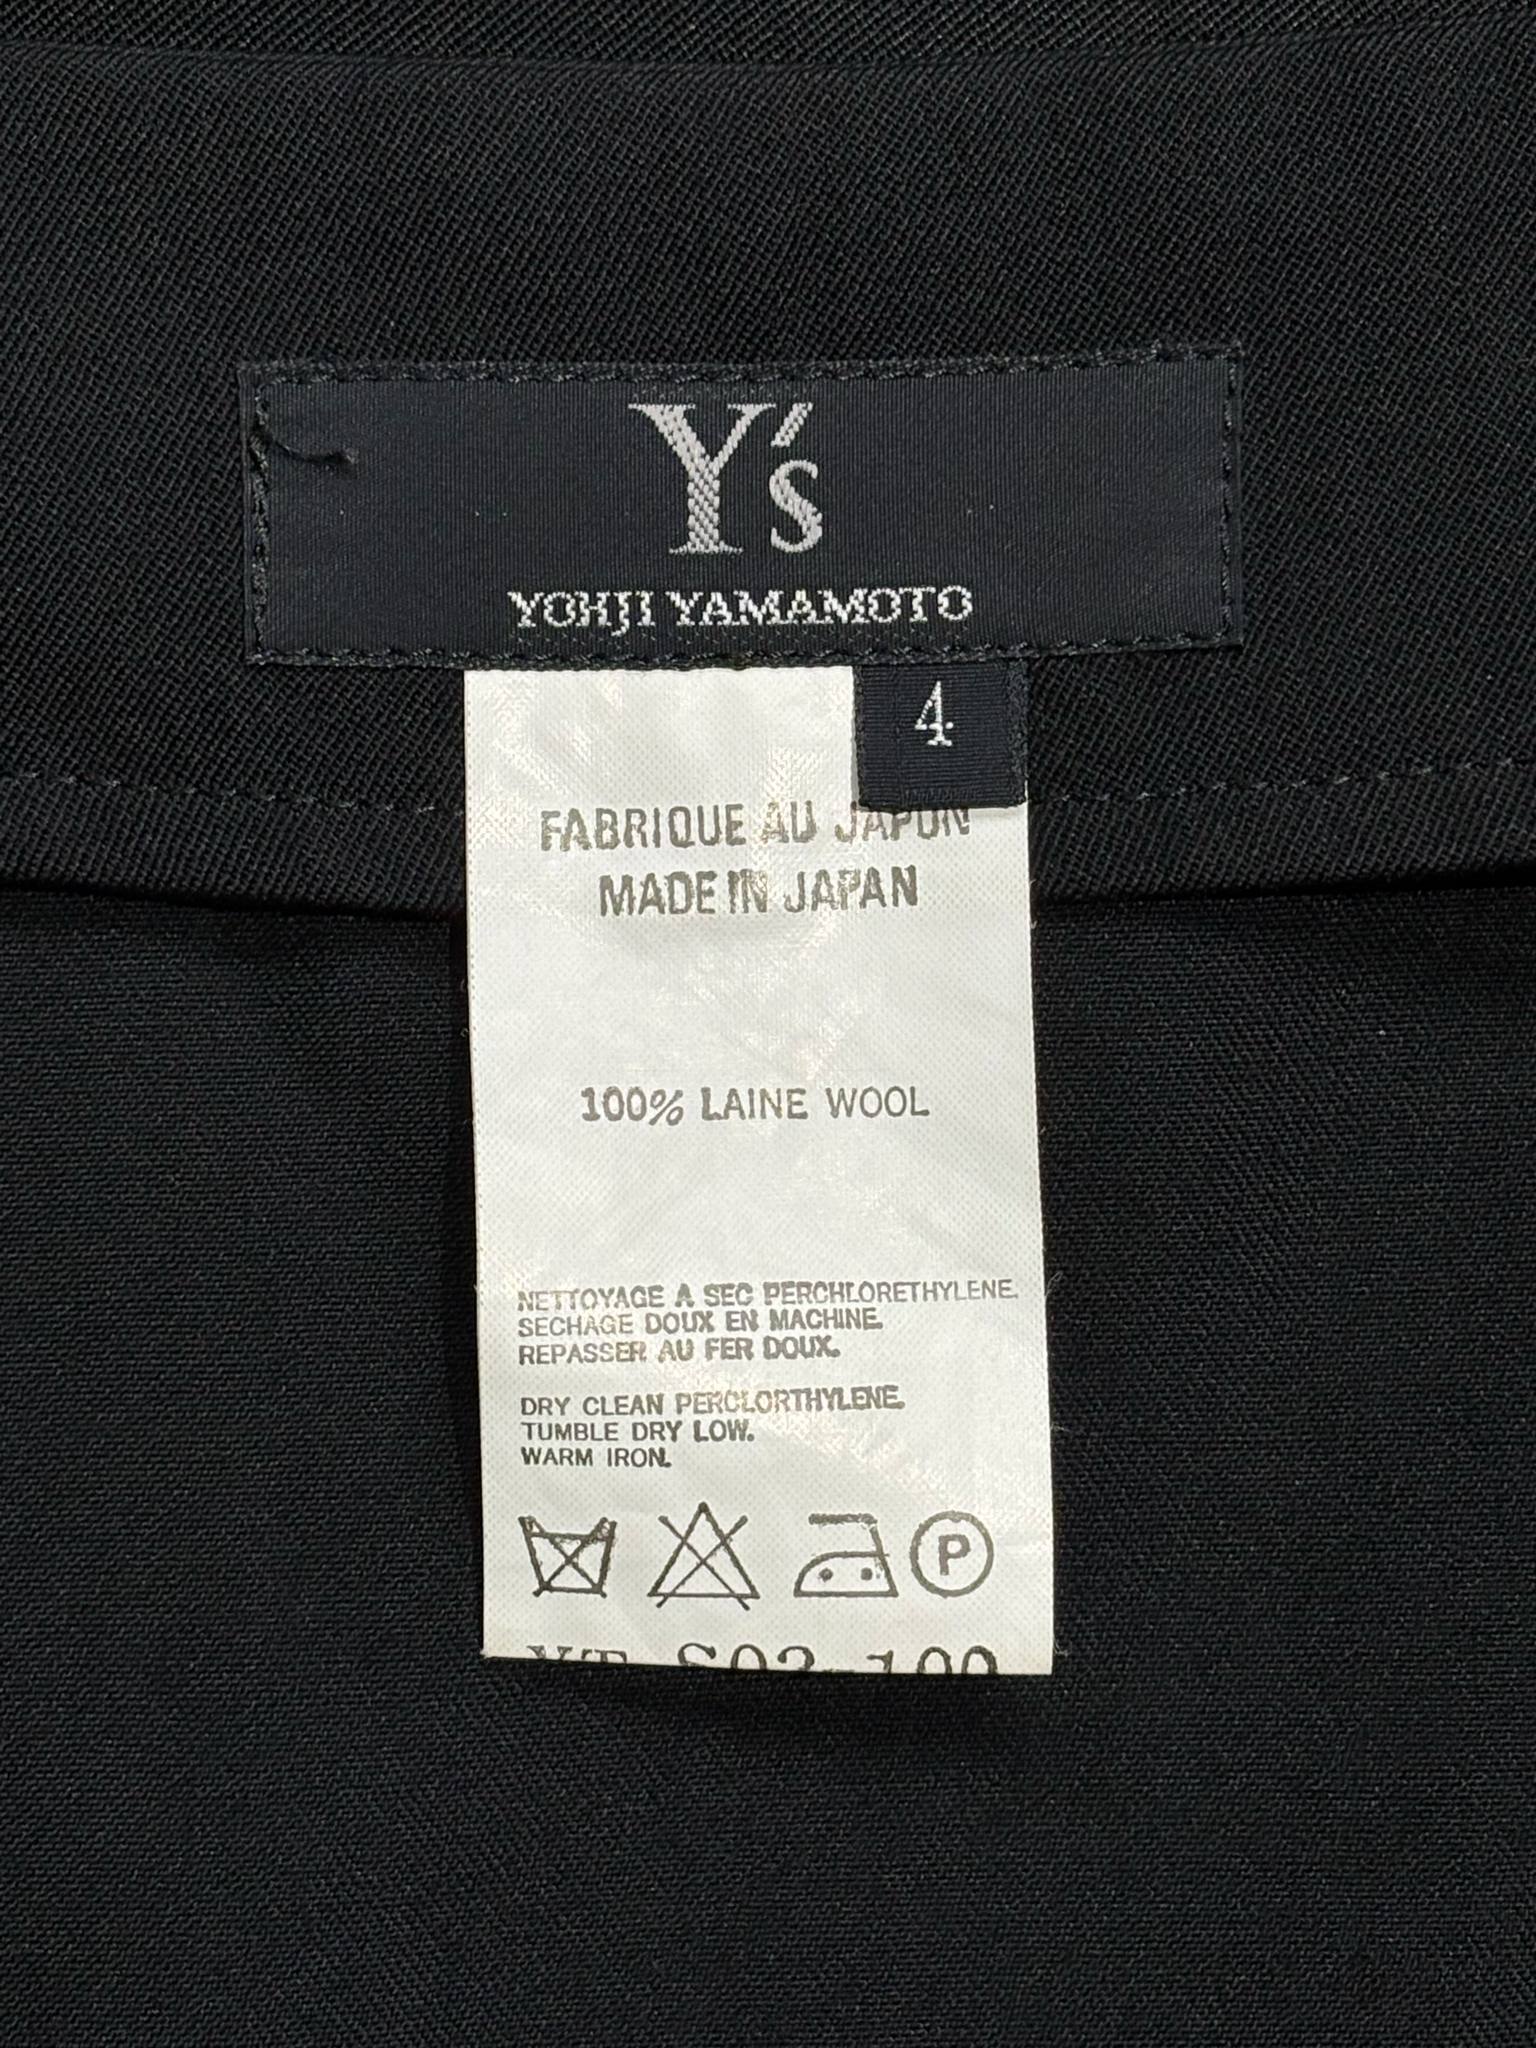 Y's
YOHJI YAMAMOTO
4
FABRIQUE AU JAPON
MADE IN JAPAN
100% LAINE WOOL
NETTOYAGE A SEC PERCHLORETHYLENE.
SECHAGE DOUX EN MACHINE.
REPASSER AU FER DOUX.
DRY CLEAN PERCLORTHYLENE.
TUMBLE DRY LOW.
WARM IRON.
P